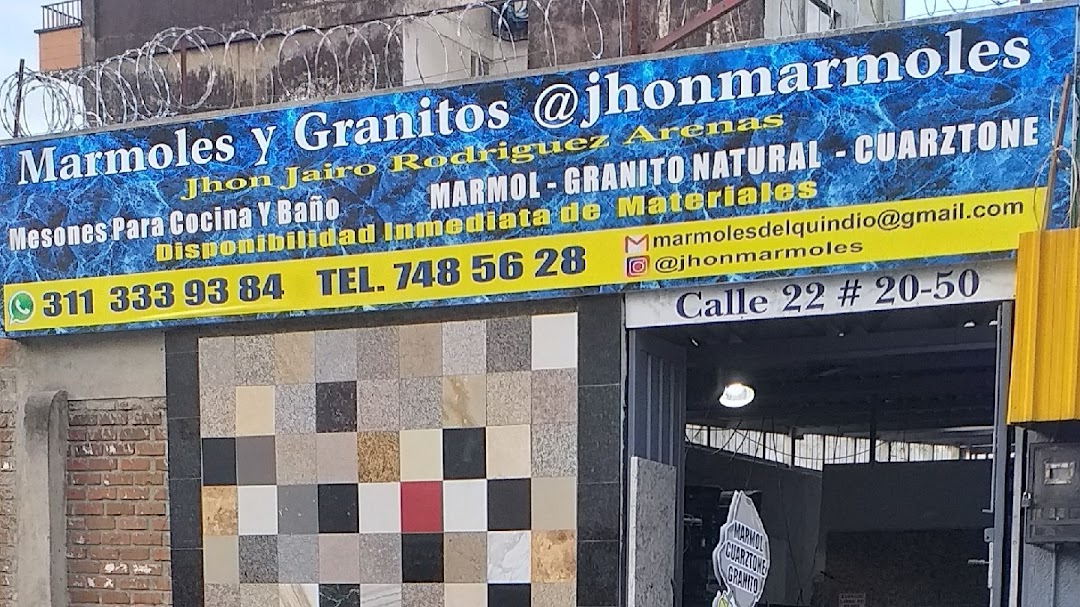 Marmoles y Granitos @jhonmarmoles
Jhon Jairo Rodriguez Arenas
Mesones Para Cocina Y Baño
MARMOL - GRANITO NATURAL - CUARZTONE
Disponibilidad Inmediata de Materiales
311 333 93 84 TEL. 748 56 28
marmolesdelquindio@gmail.com
@jhonmarmoles
Calle 22 # 20-50
MARMOL
CUARZTONE
GRANITO